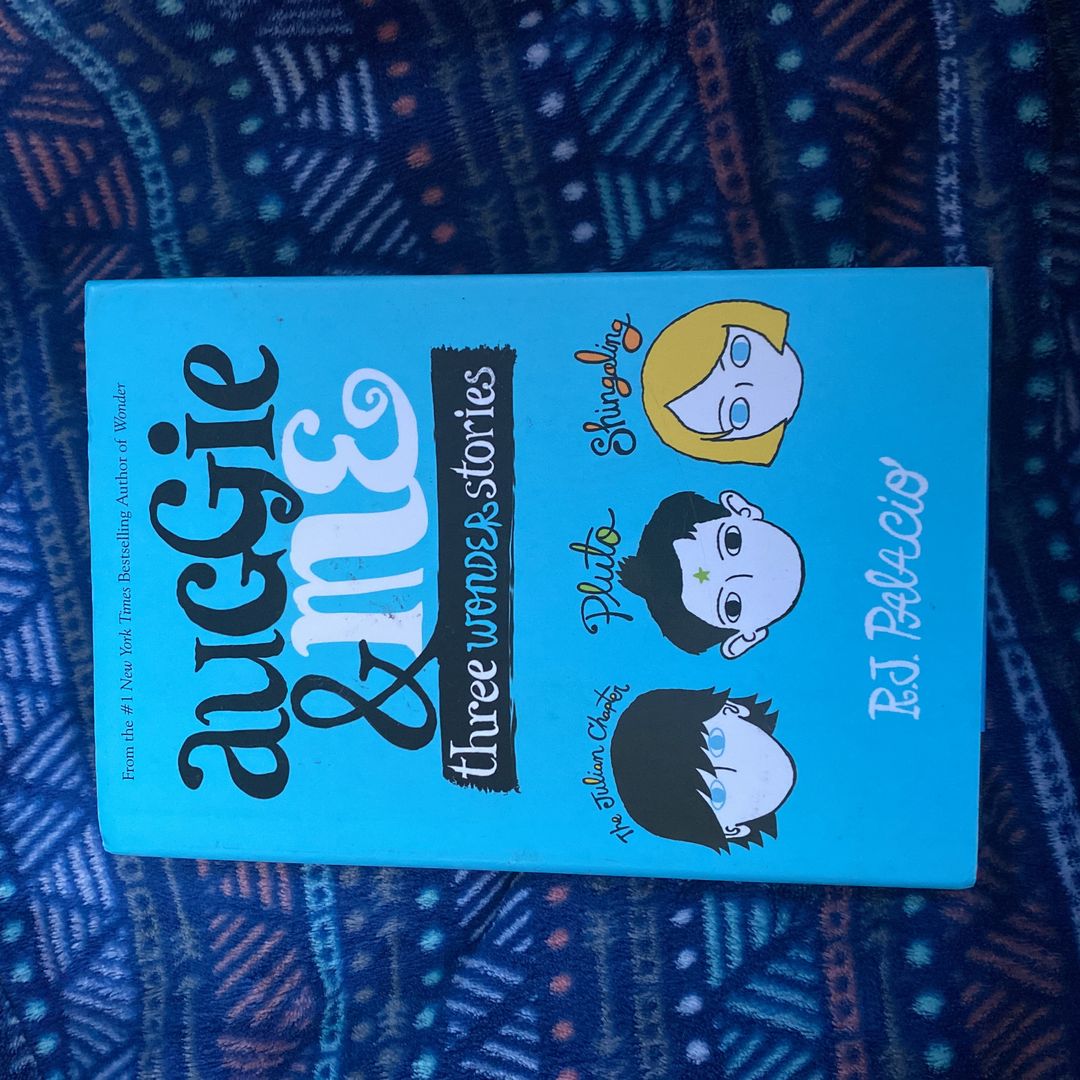 From the #1 New York Times Bestselling Author of Wonder
auGGie
& ME
three WONDER stories
The Julian Chapter
Pluto
Shingaling
R.J. PALACIO